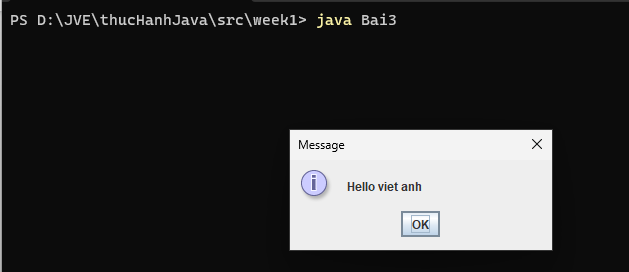 PS D:\JVE\thucHanhJava\src\week1> java Bai3
Message
Hello viet anh
OK